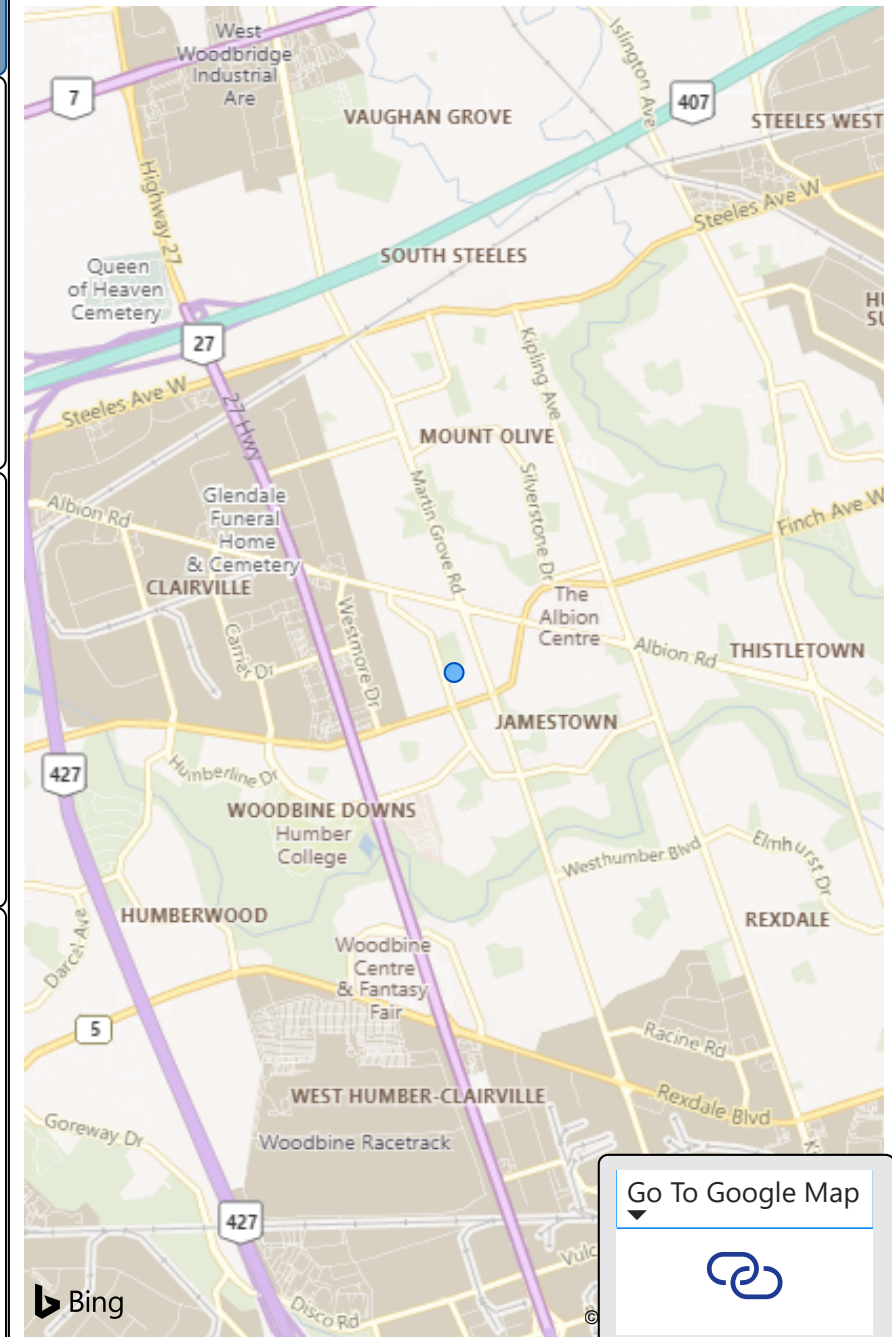 West
Woodbridge
Industrial
Are
Islington Ave
7
407
VAUGHAN GROVE
STEELES WEST
Highway 27
Steeles Ave W
SOUTH STEELES
Queen
of Heaven
Cemetery
27
Kipling Ave
Steeles Ave W
27 Hwy
MOUNT OLIVE
Martin Grove Rd
Silverstone Dr
Glendale
Funeral
Home
& Cemetery
Albion Rd
Finch Ave W
CLAIRVILLE
The
Albion
Centre
Westmore Dr
Carrier Dr
Albion Rd
THISTLETOWN
JAMESTOWN
427
Humberline Dr
WOODBINE DOWNS
Humber
College
Westhumber Blvd
Elmhurst Dr
HUMBERWOOD
REXDALE
Darcel Ave
Woodbine
Centre
& Fantasy
Fair
5
Racine Rd
WEST HUMBER-CLAIRVILLE
Rexdale Blvd
Goreway Dr
Woodbine Racetrack
427
Go To Google Map
Bing
Disco Rd
©